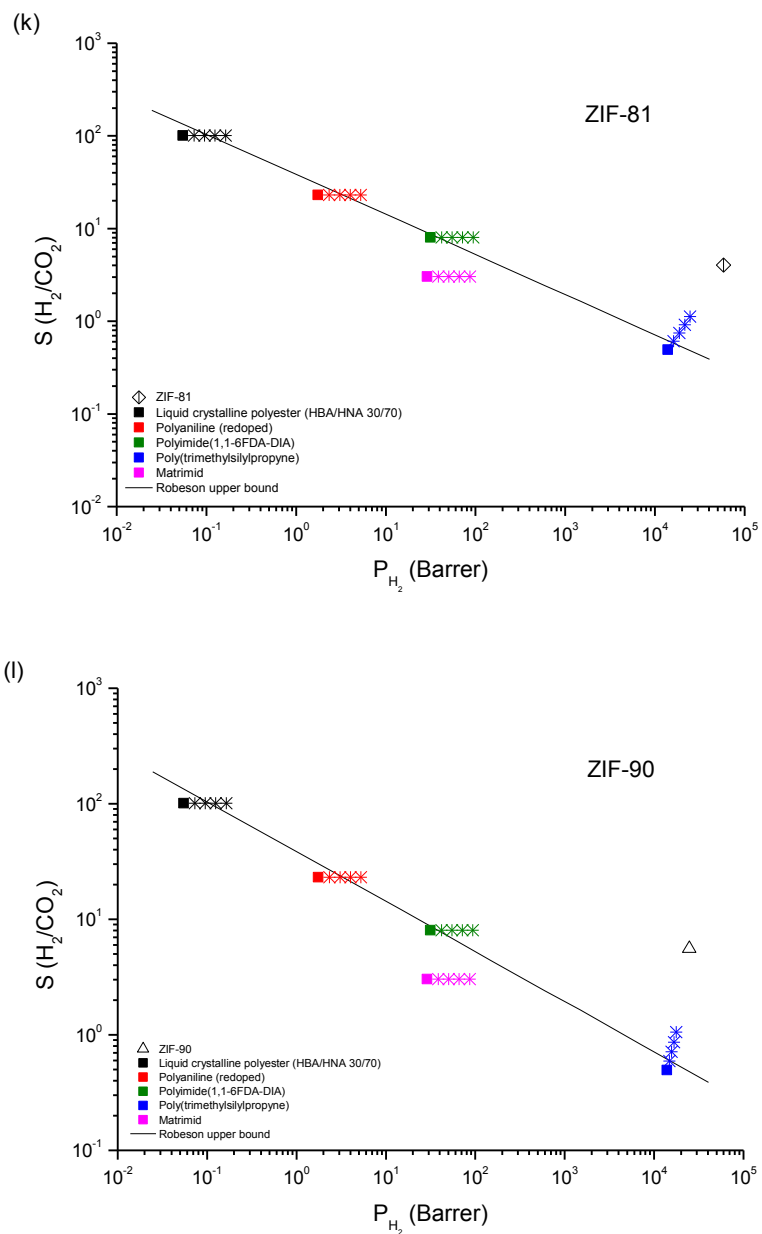 (k)
10³
10²
10¹
10⁰
10⁻¹
10⁻²
S (H₂/CO₂)
ZIF-81
ZIF-81
Liquid crystalline polyester (HBA/HNA 30/70)
Polyaniline (redoped)
Polyimide(1,1-6FDA-DIA)
Poly(trimethylsilylpropyne)
Matrimid
Robeson upper bound
10⁻² 10⁻¹ 10⁰ 10¹ 10² 10³ 10⁴ 10⁵
P_H₂ (Barrer)
(l)
10³
10²
10¹
10⁰
10⁻¹
S (H₂/CO₂)
ZIF-90
ZIF-90
Liquid crystalline polyester (HBA/HNA 30/70)
Polyaniline (redoped)
Polyimide(1,1-6FDA-DIA)
Poly(trimethylsilylpropyne)
Matrimid
Robeson upper bound
10⁻² 10⁻¹ 10⁰ 10¹ 10² 10³ 10⁴ 10⁵
P_H₂ (Barrer)